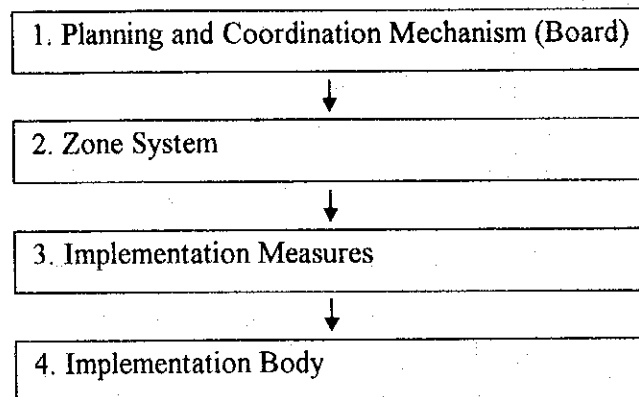 1. Planning and Coordination Mechanism (Board)
2. Zone System
3. Implementation Measures
4. Implementation Body